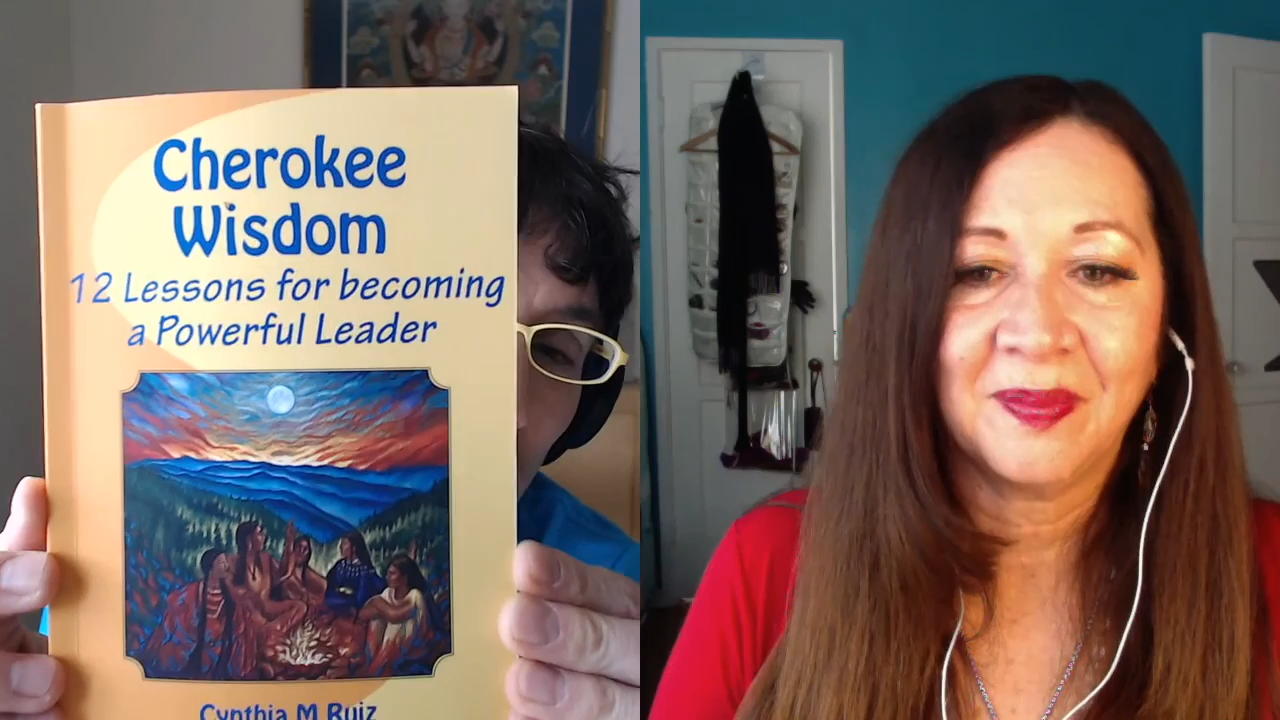 Cherokee
Wisdom
12 Lessons for becoming
a Powerful Leader
Cynthia M Ruiz